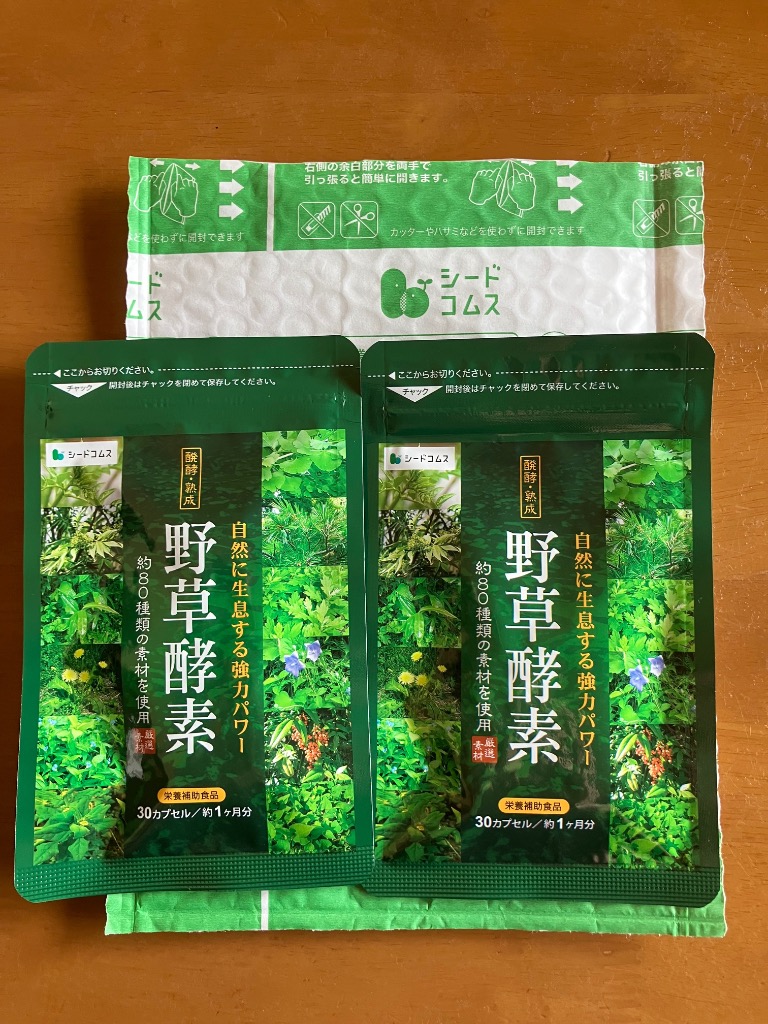 右側の余白部分を両手で
引っ張ると簡単に開きます。
カッターやハサミなどを使わずに開封できます
などを使わずに開封できます
シード
コムス
ード
コムス
ここからお切りください。
チャック
開封後はチャックを閉めて保存してください。
シードコムス
醗酵・熟成
自然に生息する強力パワー
野草酵素
約80種類の素材を使用
厳選
素材
栄養補助食品
30カプセル/約1ヶ月分
ここからお切りください。
チャック
開封後はチャックを閉めて保存してください。
シードコムス
醗酵・熟成
自然に生息する強力パワー
野草酵素
約80種類の素材を使用
厳選
素材
栄養補助食品
30カプセル/約1ヶ月分